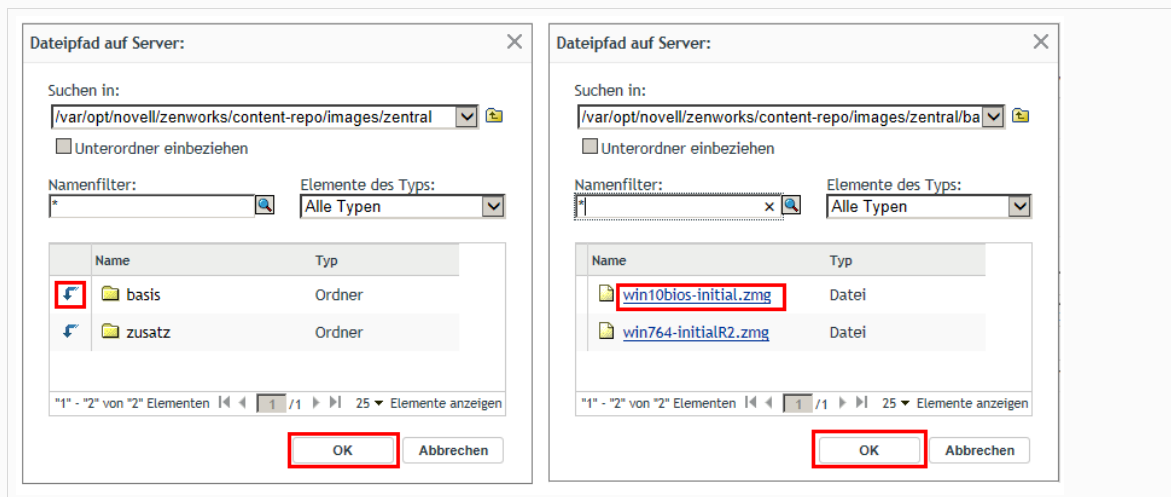 Dateipfad auf Server:
Suchen in:
/var/opt/novell/zenworks/content-repo/images/zentral
Unterordner einbeziehen
Namenfilter: Elemente des Typs:
* Alle Typen
Name Typ
basis Ordner
zusatz Ordner
"1" - "2" von "2" Elementen 1 /1 25 Elemente anzeigen
OK Abbrechen
Dateipfad auf Server:
Suchen in:
/var/opt/novell/zenworks/content-repo/images/zentral/ba
Unterordner einbeziehen
Namenfilter: Elemente des Typs:
* Alle Typen
Name Typ
win10bios-initial.zmg Datei
win764-initialR2.zmg Datei
"1" - "2" von "2" Elementen 1 /1 25 Elemente anzeigen
OK Abbrechen